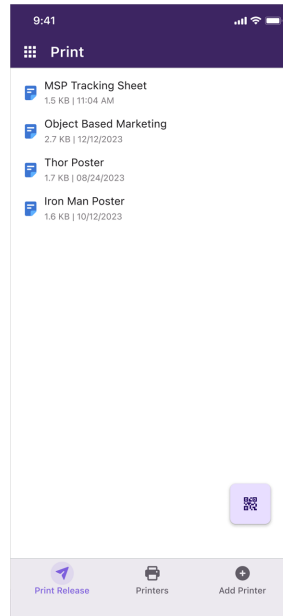 9:41
Print
MSP Tracking Sheet
1.5 KB | 11:04 AM
Object Based Marketing
2.7 KB | 12/12/2023
Thor Poster
1.7 KB | 08/24/2023
Iron Man Poster
1.6 KB | 10/12/2023
Print Release
Printers
Add Printer